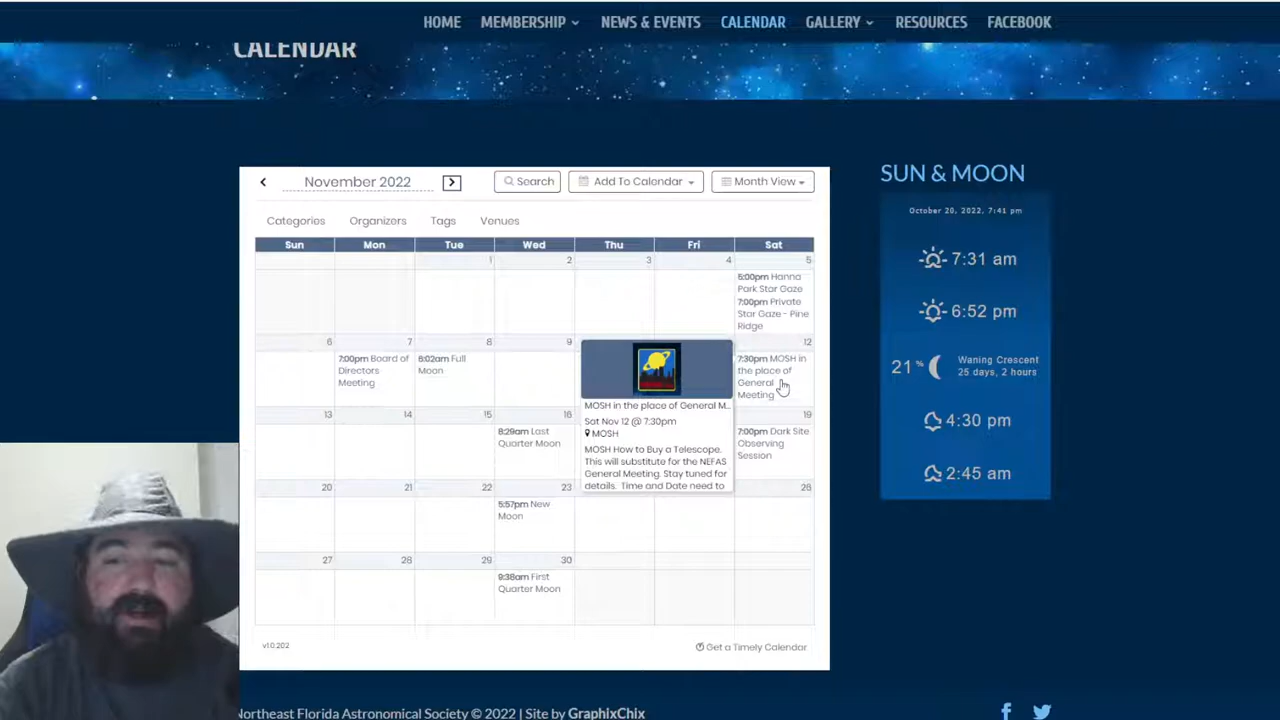 HOME MEMBERSHIP NEWS & EVENTS CALENDAR GALLERY RESOURCES FACEBOOK
CALENDAR
November 2022
Search
Add To Calendar
Month View
Categories Organizers Tags Venues
Sun Mon Tue Wed Thu Fri Sat
1 2 3 4 5
5:00pm Hanna
Park Star Gaze
7:00pm Private
Star Gaze - Pine
Ridge
6 7 8 9 12
7:00pm Board of
Directors
Meeting
6:02am Full
Moon
MOSH in the place of General M...
Sat Nov 12 @ 7:30pm
MOSH
MOSH How to Buy a Telescope.
This will substitute for the NEFAS
General Meeting. Stay tuned for
details. Time and Date need to
7:30pm MOSH in
the place of
General
Meeting
13 14 15 16 19
8:29am Last
Quarter Moon
7:00pm Dark Site
Observing
Session
20 21 22 23 26
5:57pm New
Moon
27 28 29 30
9:38am First
Quarter Moon
v1.0.202
Get a Timely Calendar
SUN & MOON
October 20, 2022, 7:41 pm
7:31 am
6:52 pm
21 %
Waning Crescent
25 days, 2 hours
4:30 pm
2:45 am
Northeast Florida Astronomical Society © 2022 | Site by GraphixChix